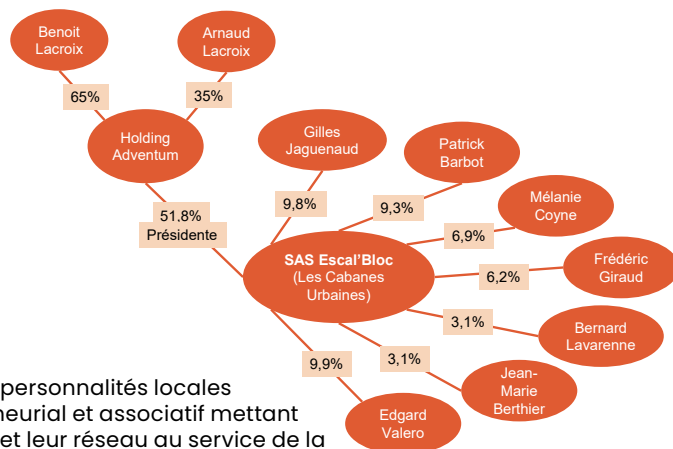 Benoit
Lacroix
Arnaud
Lacroix
65%
35%
Holding
Adventum
Gilles
Jaguenaud
Patrick
Barbot
Mélanie
Coyne
Frédéric
Giraud
Bernard
Lavarenne
Jean-
Marie
Berthier
Edgard
Valero
51,8%
Présidente
9,8%
9,3%
6,9%
6,2%
3,1%
3,1%
9,9%
SAS Escal'Bloc
(Les Cabanes
Urbaines)
personnalités locales
neurial et associatif mettant
et leur réseau au service de la